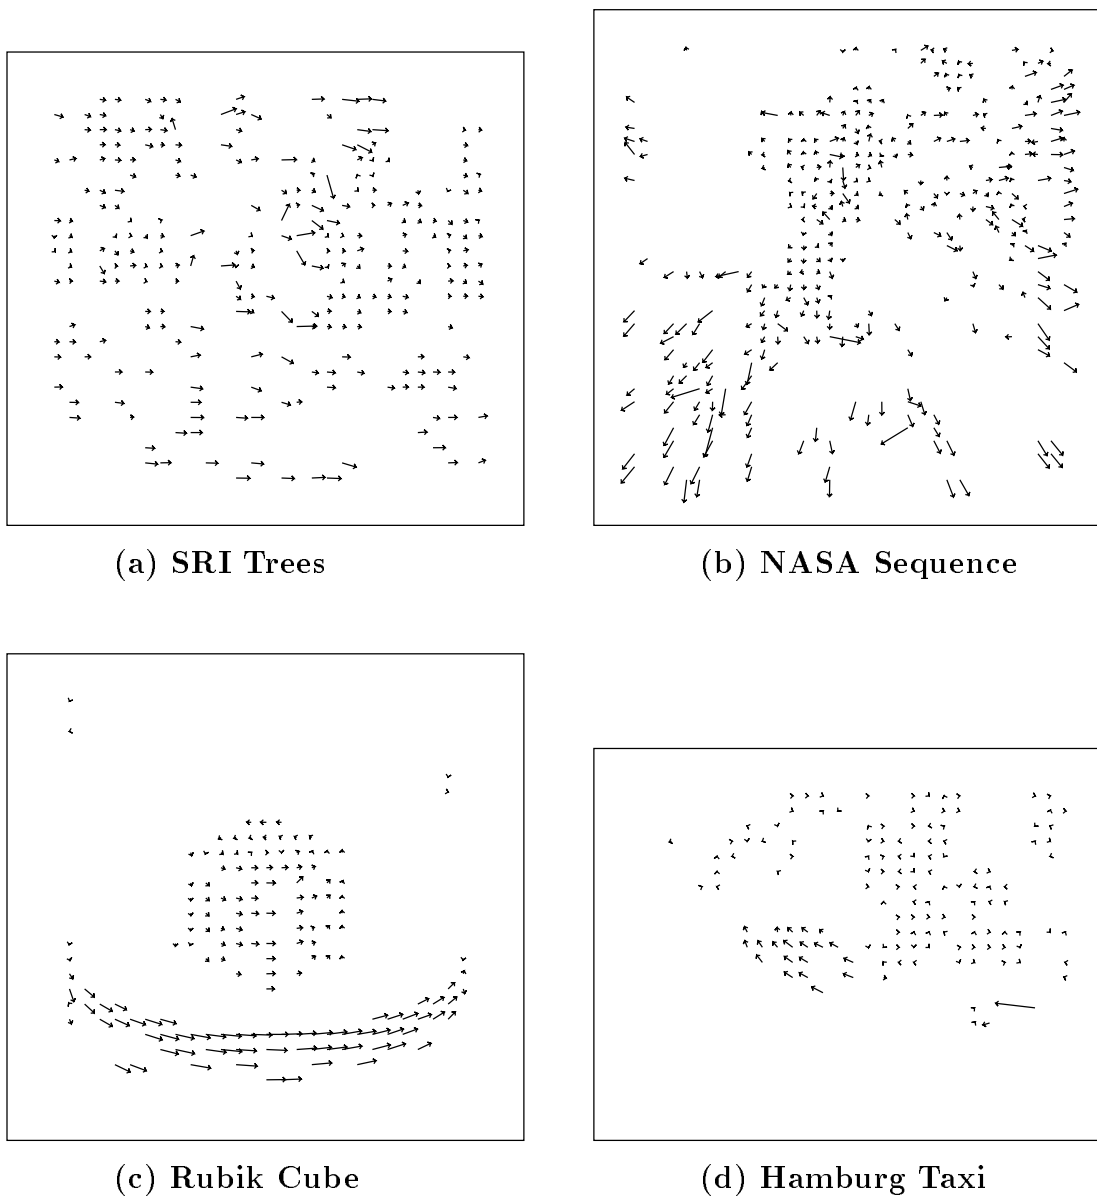 (a) SRI Trees
(b) NASA Sequence
(c) Rubik Cube
(d) Hamburg Taxi